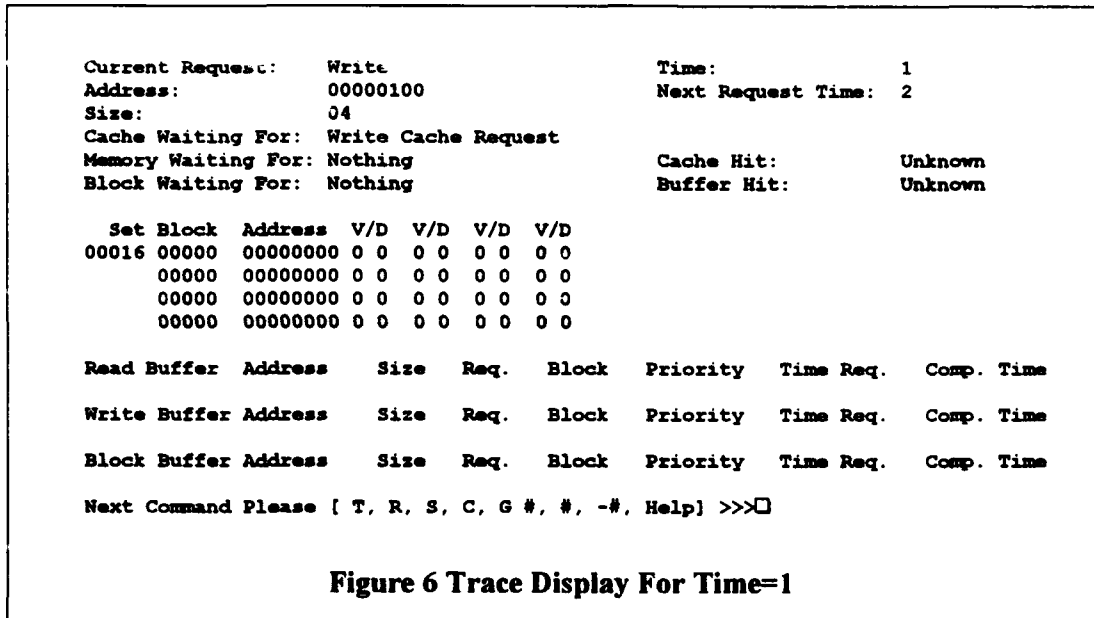 Current Request: Write Time: 1
Address: 00000100 Next Request Time: 2
Size: 04
Cache Waiting For: Write Cache Request
Memory Waiting For: Nothing Cache Hit: Unknown
Block Waiting For: Nothing Buffer Hit: Unknown
Set Block Address V/D V/D V/D V/D
00016 00000 00000000 0 0 0 0 0 0 0 0
00000 00000000 0 0 0 0 0 0 0 0
00000 00000000 0 0 0 0 0 0 0 0
00000 00000000 0 0 0 0 0 0 0 0
Read Buffer Address Size Req. Block Priority Time Req. Comp. Time
Write Buffer Address Size Req. Block Priority Time Req. Comp. Time
Block Buffer Address Size Req. Block Priority Time Req. Comp. Time
Next Command Please [ T, R, S, C, G #, #, -#, Help] >>>
Figure 6 Trace Display For Time=1